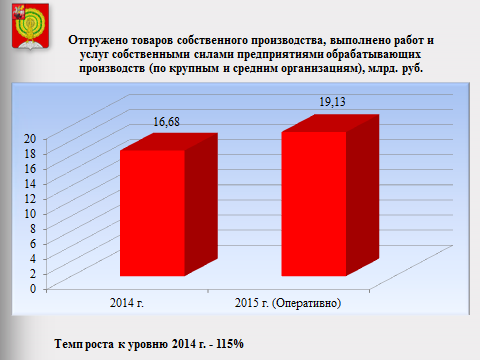 Отгружено товаров собственного производства, выполнено работ и
услуг собственными силами предприятиями обрабатывающих
производств (по крупным и средним организациям), млрд. руб.
19,13
16,68
20
18
16
14
12
10
8
6
4
2
0
2014 г.
2015 г. (Оперативно)
Темп роста к уровню 2014 г. - 115%